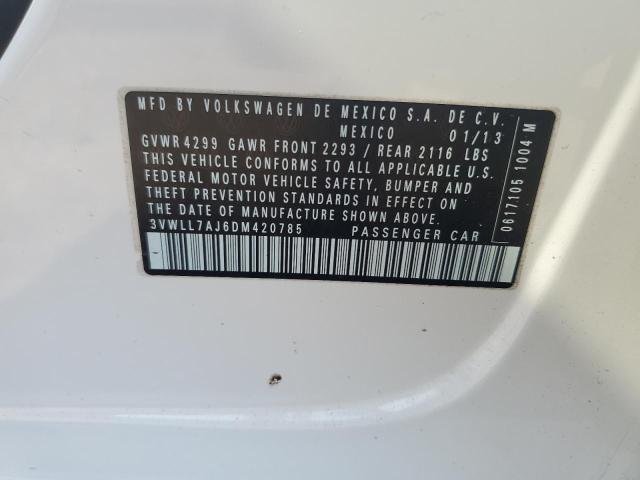 MFD BY VOLKSWAGEN DE MEXICO S.A. DE C.V.
MEXICO 01/13
GVWR 4299 GAWR FRONT 2293 / REAR 2116 LBS
THIS VEHICLE CONFORMS TO ALL APPLICABLE U.S.
FEDERAL MOTOR VEHICLE SAFETY, BUMPER AND
THEFT PREVENTION STANDARDS IN EFFECT ON
THE DATE OF MANUFACTURE SHOWN ABOVE
3VWLL7AJ6DM420785 PASSENGER CAR
0617105 1004 M